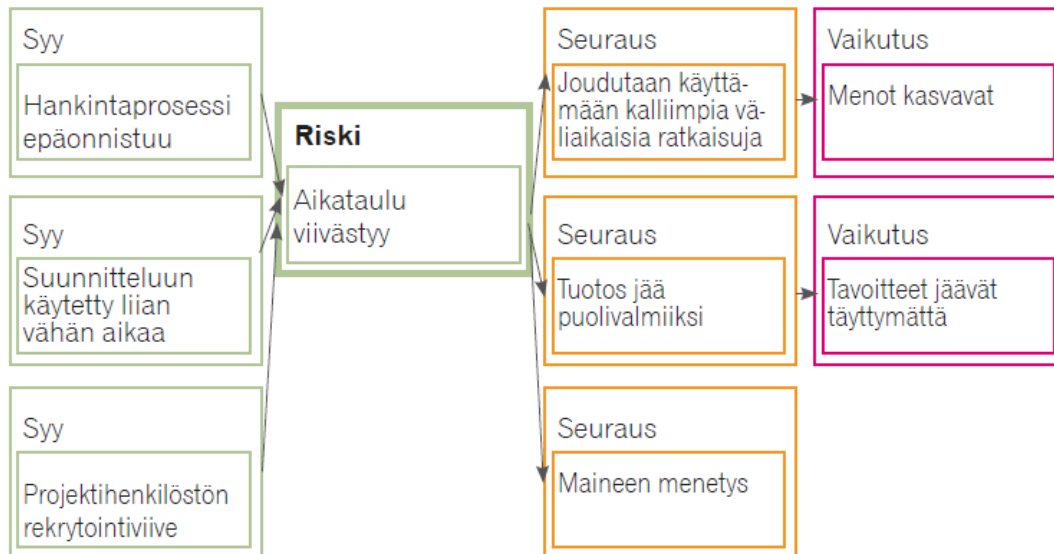 Syy
Hankintaprosessi
epäonnistuu
Syy
Suunnitteluun
käytetty liian
vähän aikaa
Syy
Projektihenkilöstön
rekrytointiviive
Riski
Aikataulu
viivästyy
Seuraus
Joudutaan käyttä-
mään kalliimpia vä-
liaikaisia ratkaisuja
Vaikutus
Menot kasvavat
Seuraus
Tuotos jää
puolivalmiiksi
Vaikutus
Tavoitteet jäävät
täyttymättä
Seuraus
Maineen menetys